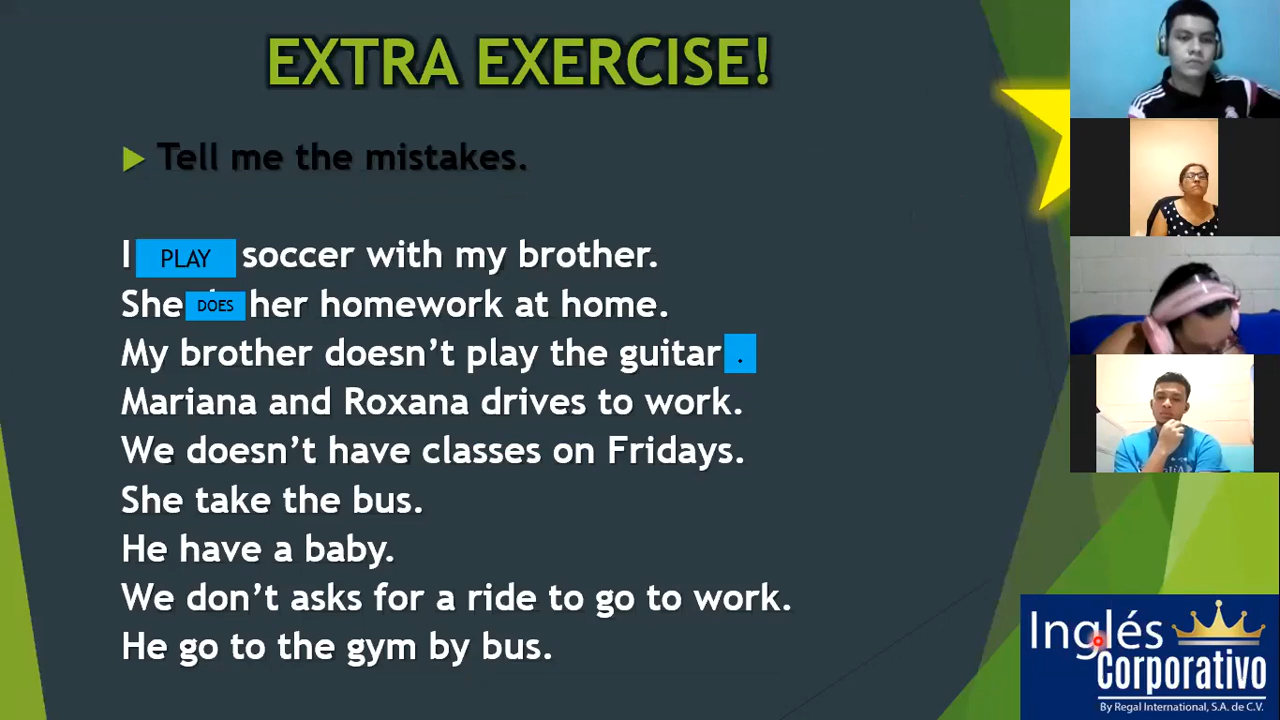 EXTRA EXERCISE!
Tell me the mistakes.
I PLAY soccer with my brother.
She DOES her homework at home.
My brother doesn’t play the guitar .
Mariana and Roxana drives to work.
We doesn’t have classes on Fridays.
She take the bus.
He have a baby.
We don’t asks for a ride to go to work.
He go to the gym by bus.
Inglés
Corporativo
By Regal International, S.A. de C.V.